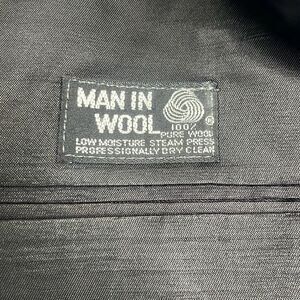 MAN IN
WOOL
100%
PURE WOOL
®
LOW MOISTURE STEAM PRESS
PROFESSIONALLY DRY CLEAN